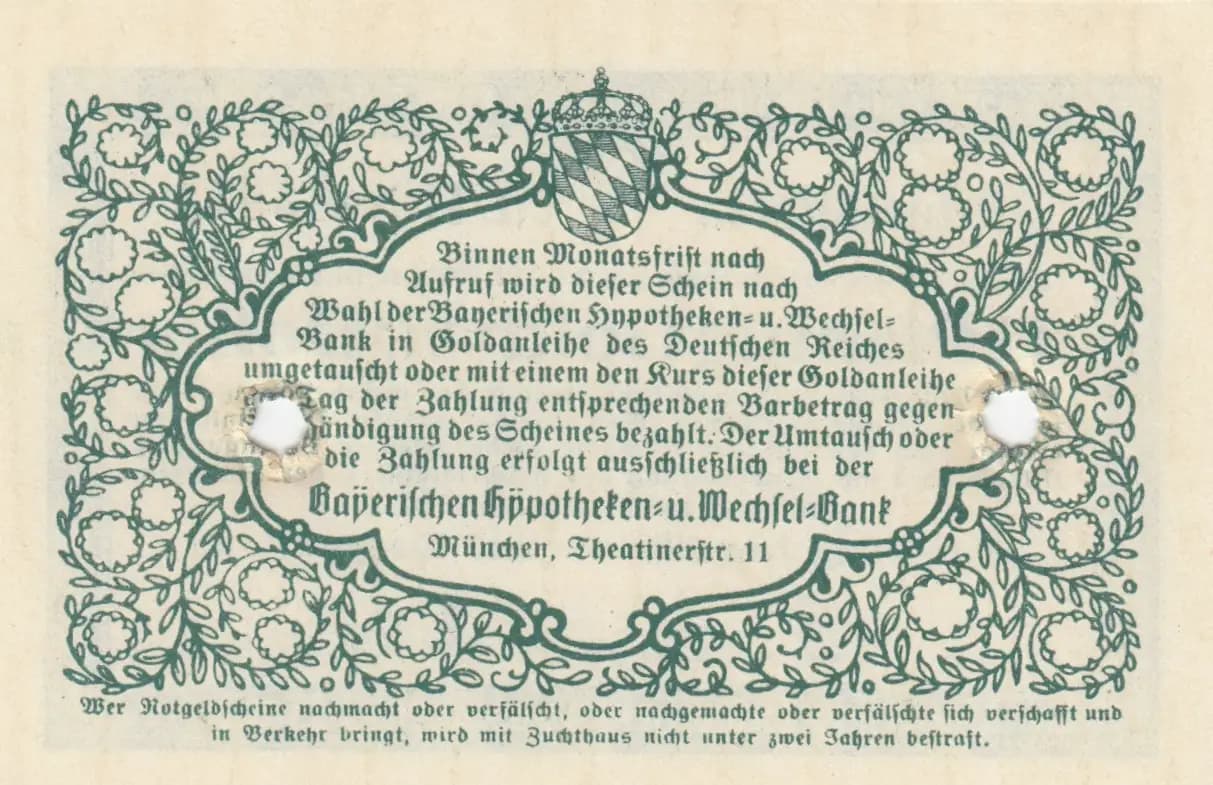 Binnen Monatsfrist nach
Aufruf wird dieser Schein nach
Wahl der Bayerischen Hypotheken- u. Wechsel-
Bank in Goldanleihe des Deutschen Reiches
umgetauscht oder mit einem den Kurs dieser Goldanleihe
Tag der Zahlung entsprechenden Barbetrag gegen
ändigung des Scheines bezahlt. Der Umtausch oder
die Zahlung erfolgt ausschließlich bei der
Bayerischen Hypotheken- u. Wechsel-Bank
München, Theatinerstr. 11
Wer Notgeldscheine nachmacht oder verfälscht, oder nachgemachte oder verfälschte sich verschafft und
in Verkehr bringt, wird mit Zuchthaus nicht unter zwei Jahren bestraft.